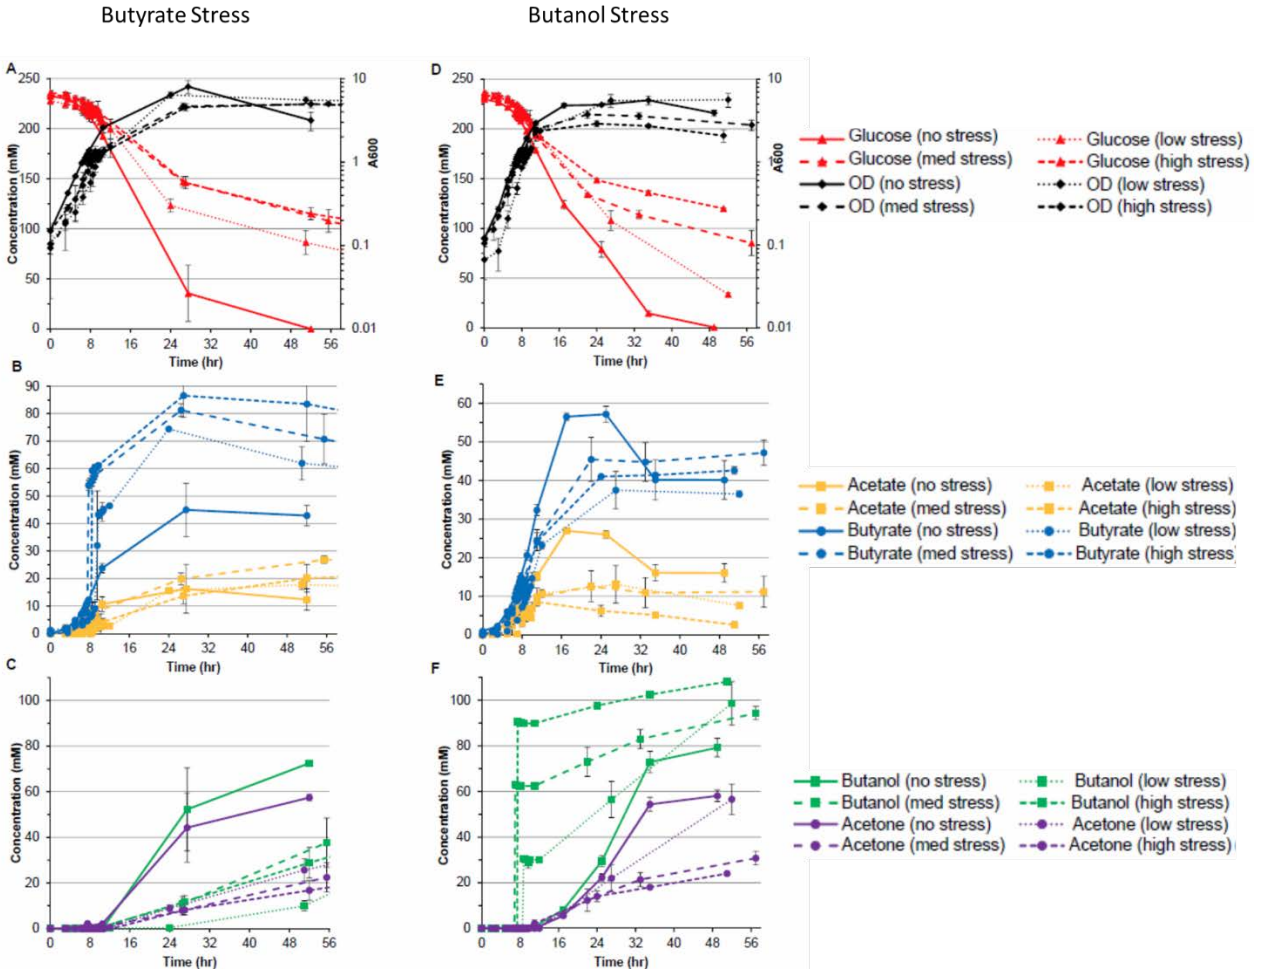 Butyrate Stress
Butanol Stress
A
250
200
150
100
50
0
Concentration (mM)
10
1
0.1
0.01
A600
0 8 16 24 32 40 48 56
Time (hr)
D
250
200
150
100
50
0
Concentration (mM)
10
1
0.1
0.01
A600
0 8 16 24 32 40 48 56
Time (hr)
Glucose (no stress)
Glucose (low stress)
Glucose (med stress)
Glucose (high stress)
OD (no stress)
OD (low stress)
OD (med stress)
OD (high stress)
B
90
80
70
60
50
40
30
20
10
0
Concentration (mM)
0 8 16 24 32 40 48 56
Time (hr)
E
60
50
40
30
20
10
0
Concentration (mM)
0 8 16 24 32 40 48 56
Time (hr)
Acetate (no stress)
Acetate (low stress)
Acetate (med stress)
Acetate (high stress)
Butyrate (no stress)
Butyrate (low stress)
Butyrate (med stress)
Butyrate (high stress)
C
100
80
60
40
20
0
Concentration (mM)
0 8 16 24 32 40 48 56
Time (hr)
F
100
80
60
40
20
0
Concentration (mM)
0 8 16 24 32 40 48 56
Time (hr)
Butanol (no stress)
Butanol (low stress)
Butanol (med stress)
Butanol (high stress)
Acetone (no stress)
Acetone (low stress)
Acetone (med stress)
Acetone (high stress)